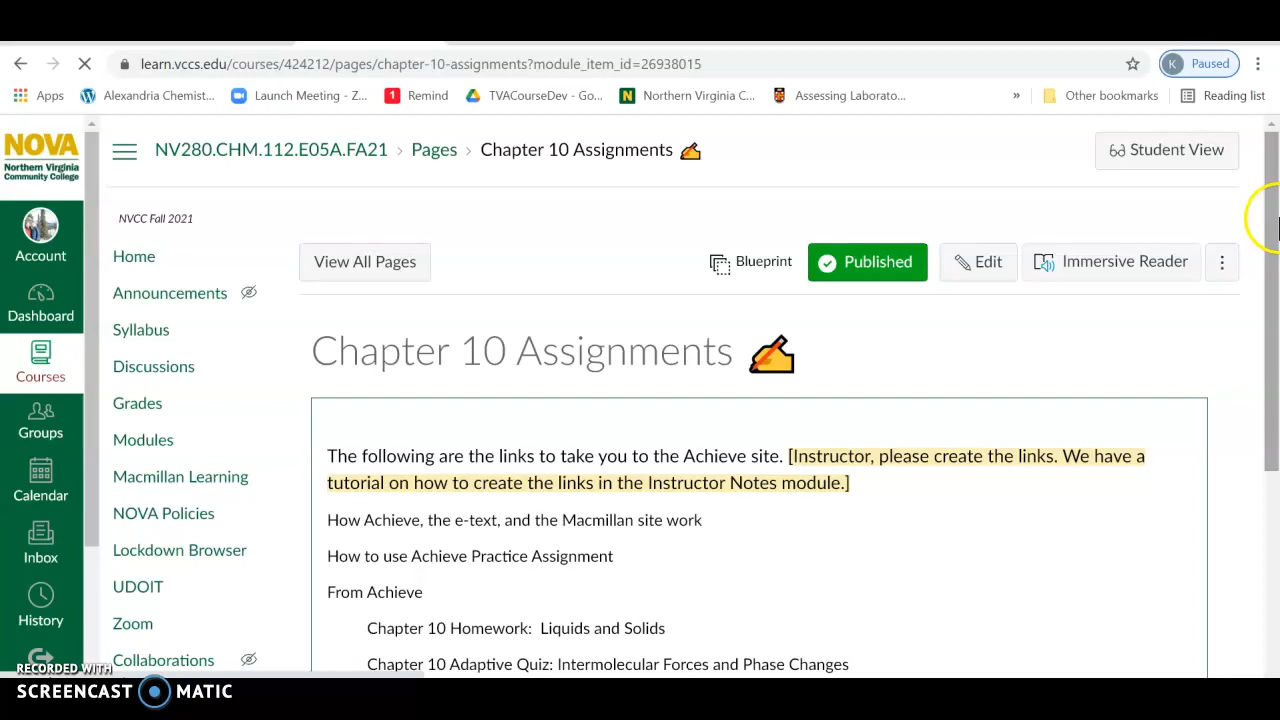 learn.vccs.edu/courses/424212/pages/chapter-10-assignments?module_item_id=26938015
K Paused
Apps Alexandria Chemist... Launch Meeting - Z... 1 Remind TVACourseDev - Go... N Northern Virginia C... Assessing Laborato... » Other bookmarks Reading list
NOVA
Northern Virginia
Community College
NV280.CHM.112.E05A.FA21 › Pages › Chapter 10 Assignments
Student View
NVCC Fall 2021
Account
Dashboard
Courses
Groups
Calendar
Inbox
History
Home
Announcements
Syllabus
Discussions
Grades
Modules
Macmillan Learning
NOVA Policies
Lockdown Browser
UDOIT
Zoom
Collaborations
View All Pages
Blueprint
Published
Edit
Immersive Reader
Chapter 10 Assignments
The following are the links to take you to the Achieve site. [Instructor, please create the links. We have a
tutorial on how to create the links in the Instructor Notes module.]
How Achieve, the e-text, and the Macmillan site work
How to use Achieve Practice Assignment
From Achieve
Chapter 10 Homework: Liquids and Solids
Chapter 10 Adaptive Quiz: Intermolecular Forces and Phase Changes
RECORDED WITH
SCREENCAST MATIC